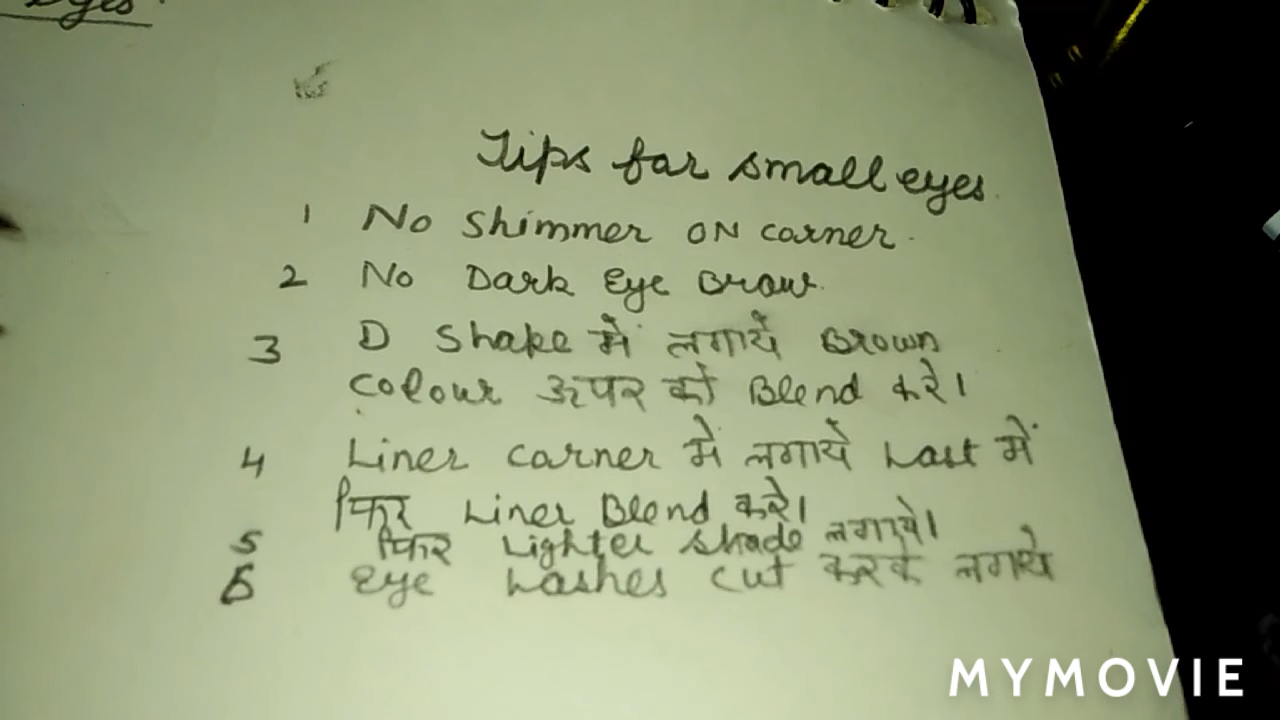 eyes.
Tips for small eyes.
1 No Shimmer ON corner.
2 No Dark Eye Brow.
3 D Shake में लगाये Brown
colour ऊपर को Blend करे।
4 Liner corner में लगाये Last में
फिर Liner Blend करे।
5 फिर Lighter shade लगाये।
6 Eye Lashes cut करके लगाये
MYMOVIE